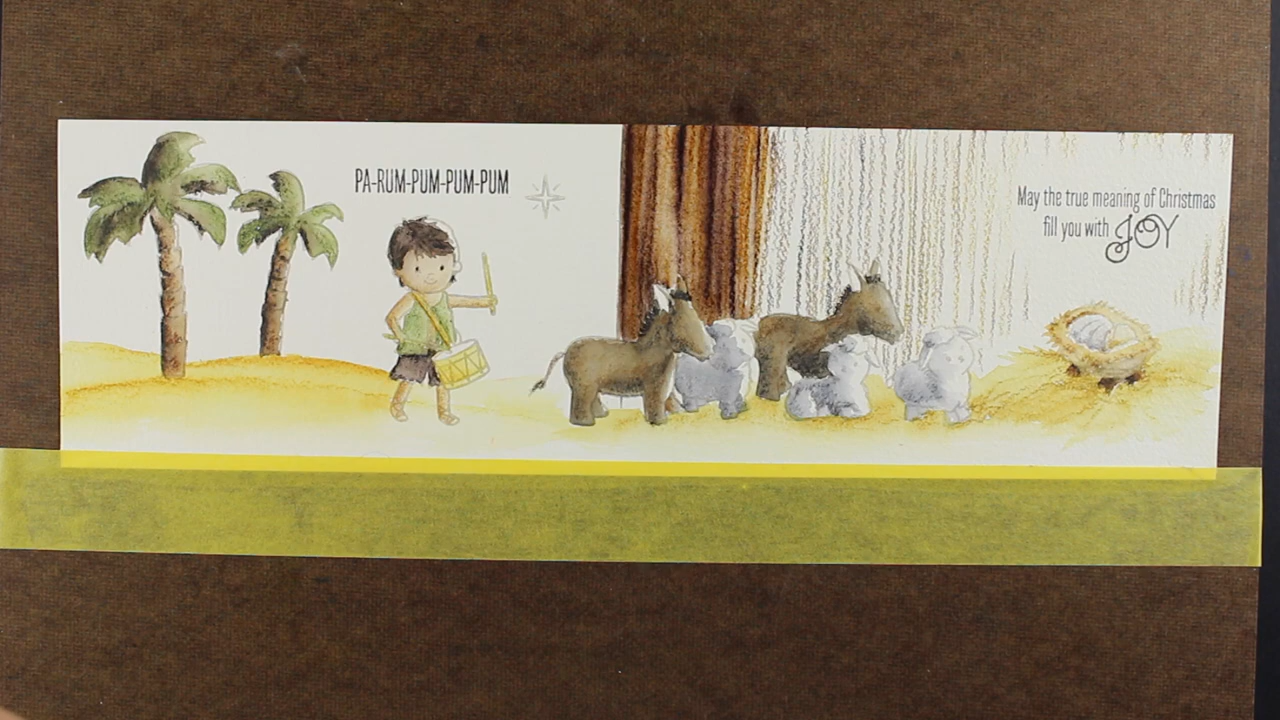 PA-RUM-PUM-PUM-PUM
May the true meaning of Christmas
fill you with JOY